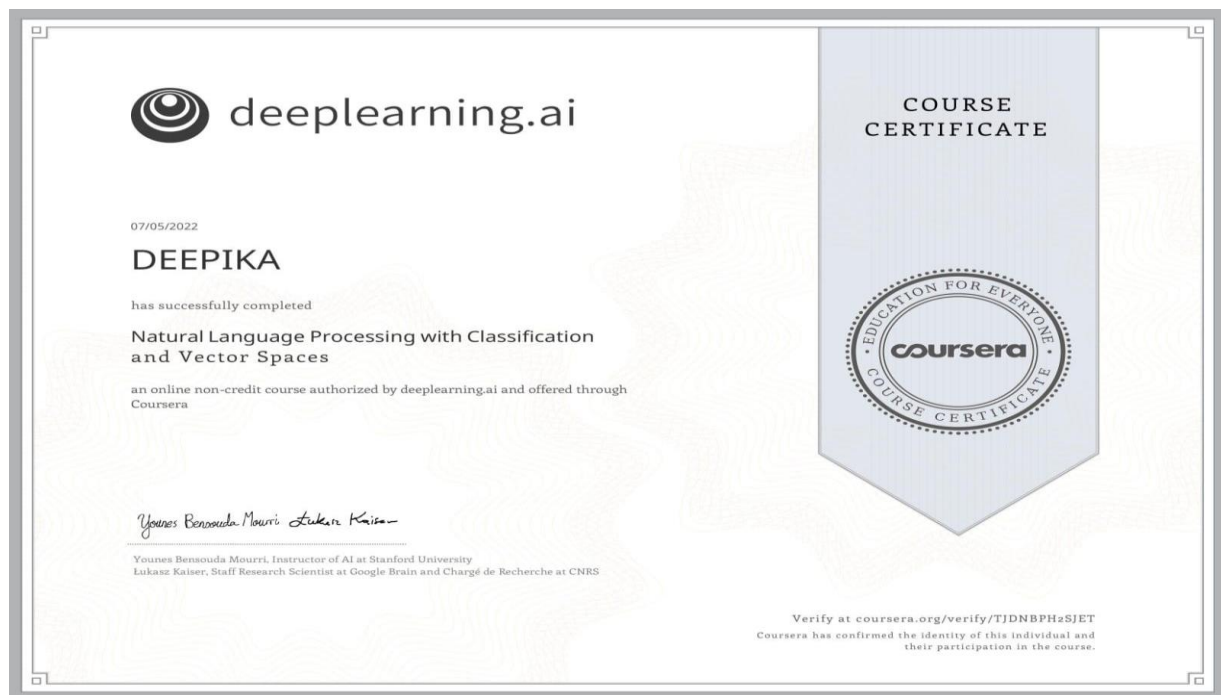 deeplearning.ai
COURSE
CERTIFICATE
07/05/2022
DEEPIKA
has successfully completed
Natural Language Processing with Classification
and Vector Spaces
an online non-credit course authorized by deeplearning.ai and offered through
Coursera
EDUCATION FOR EVERYONE
coursera
COURSE CERTIFICATE
Younes Bensouda Mourri Łukasz Kaiser
Younes Bensouda Mourri, Instructor of AI at Stanford University
Łukasz Kaiser, Staff Research Scientist at Google Brain and Chargé de Recherche at CNRS
Verify at coursera.org/verify/TJDNBPH2SJET
Coursera has confirmed the identity of this individual and
their participation in the course.